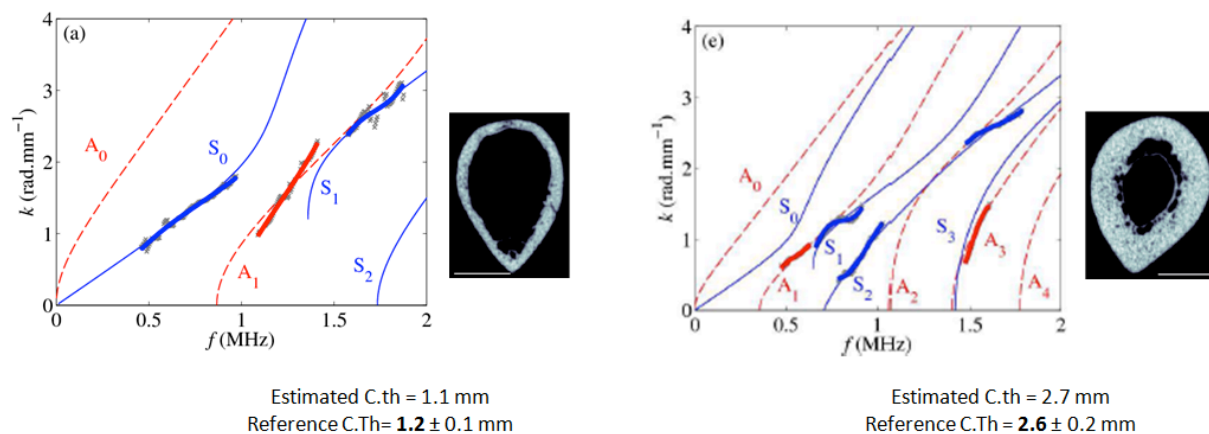 (a)
4
3
2
1
0
k (rad.mm⁻¹)
A₀
S₀
S₁
A₁
S₂
0 0.5 1 1.5 2
f (MHz)
(e)
4
3
2
1
0
k (rad.mm⁻¹)
A₀
S₀
S₁
S₃
A₃
A₁
S₂
A₂
A₄
0 0.5 1 1.5 2
f (MHz)
Estimated C.th = 1.1 mm
Reference C.Th= 1.2 ± 0.1 mm
Estimated C.th = 2.7 mm
Reference C.Th = 2.6 ± 0.2 mm